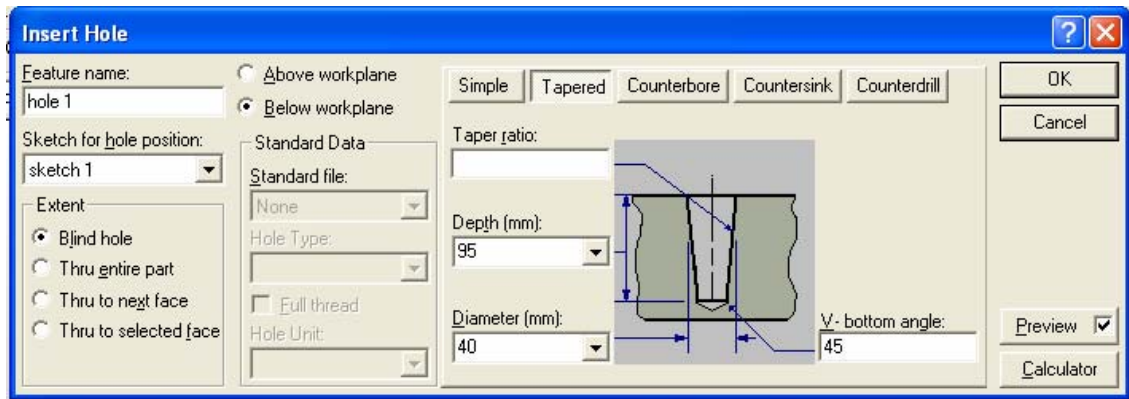 Insert Hole
Feature name:
hole 1
Sketch for hole position:
sketch 1
Extent
Blind hole
Thru entire part
Thru to next face
Thru to selected face
Above workplane
Below workplane
Standard Data
Standard file:
None
Hole Type:
Full thread
Hole Unit:
Simple
Tapered
Counterbore
Countersink
Counterdrill
Taper ratio:
Depth (mm):
95
Diameter (mm):
40
V- bottom angle:
45
OK
Cancel
Preview
Calculator